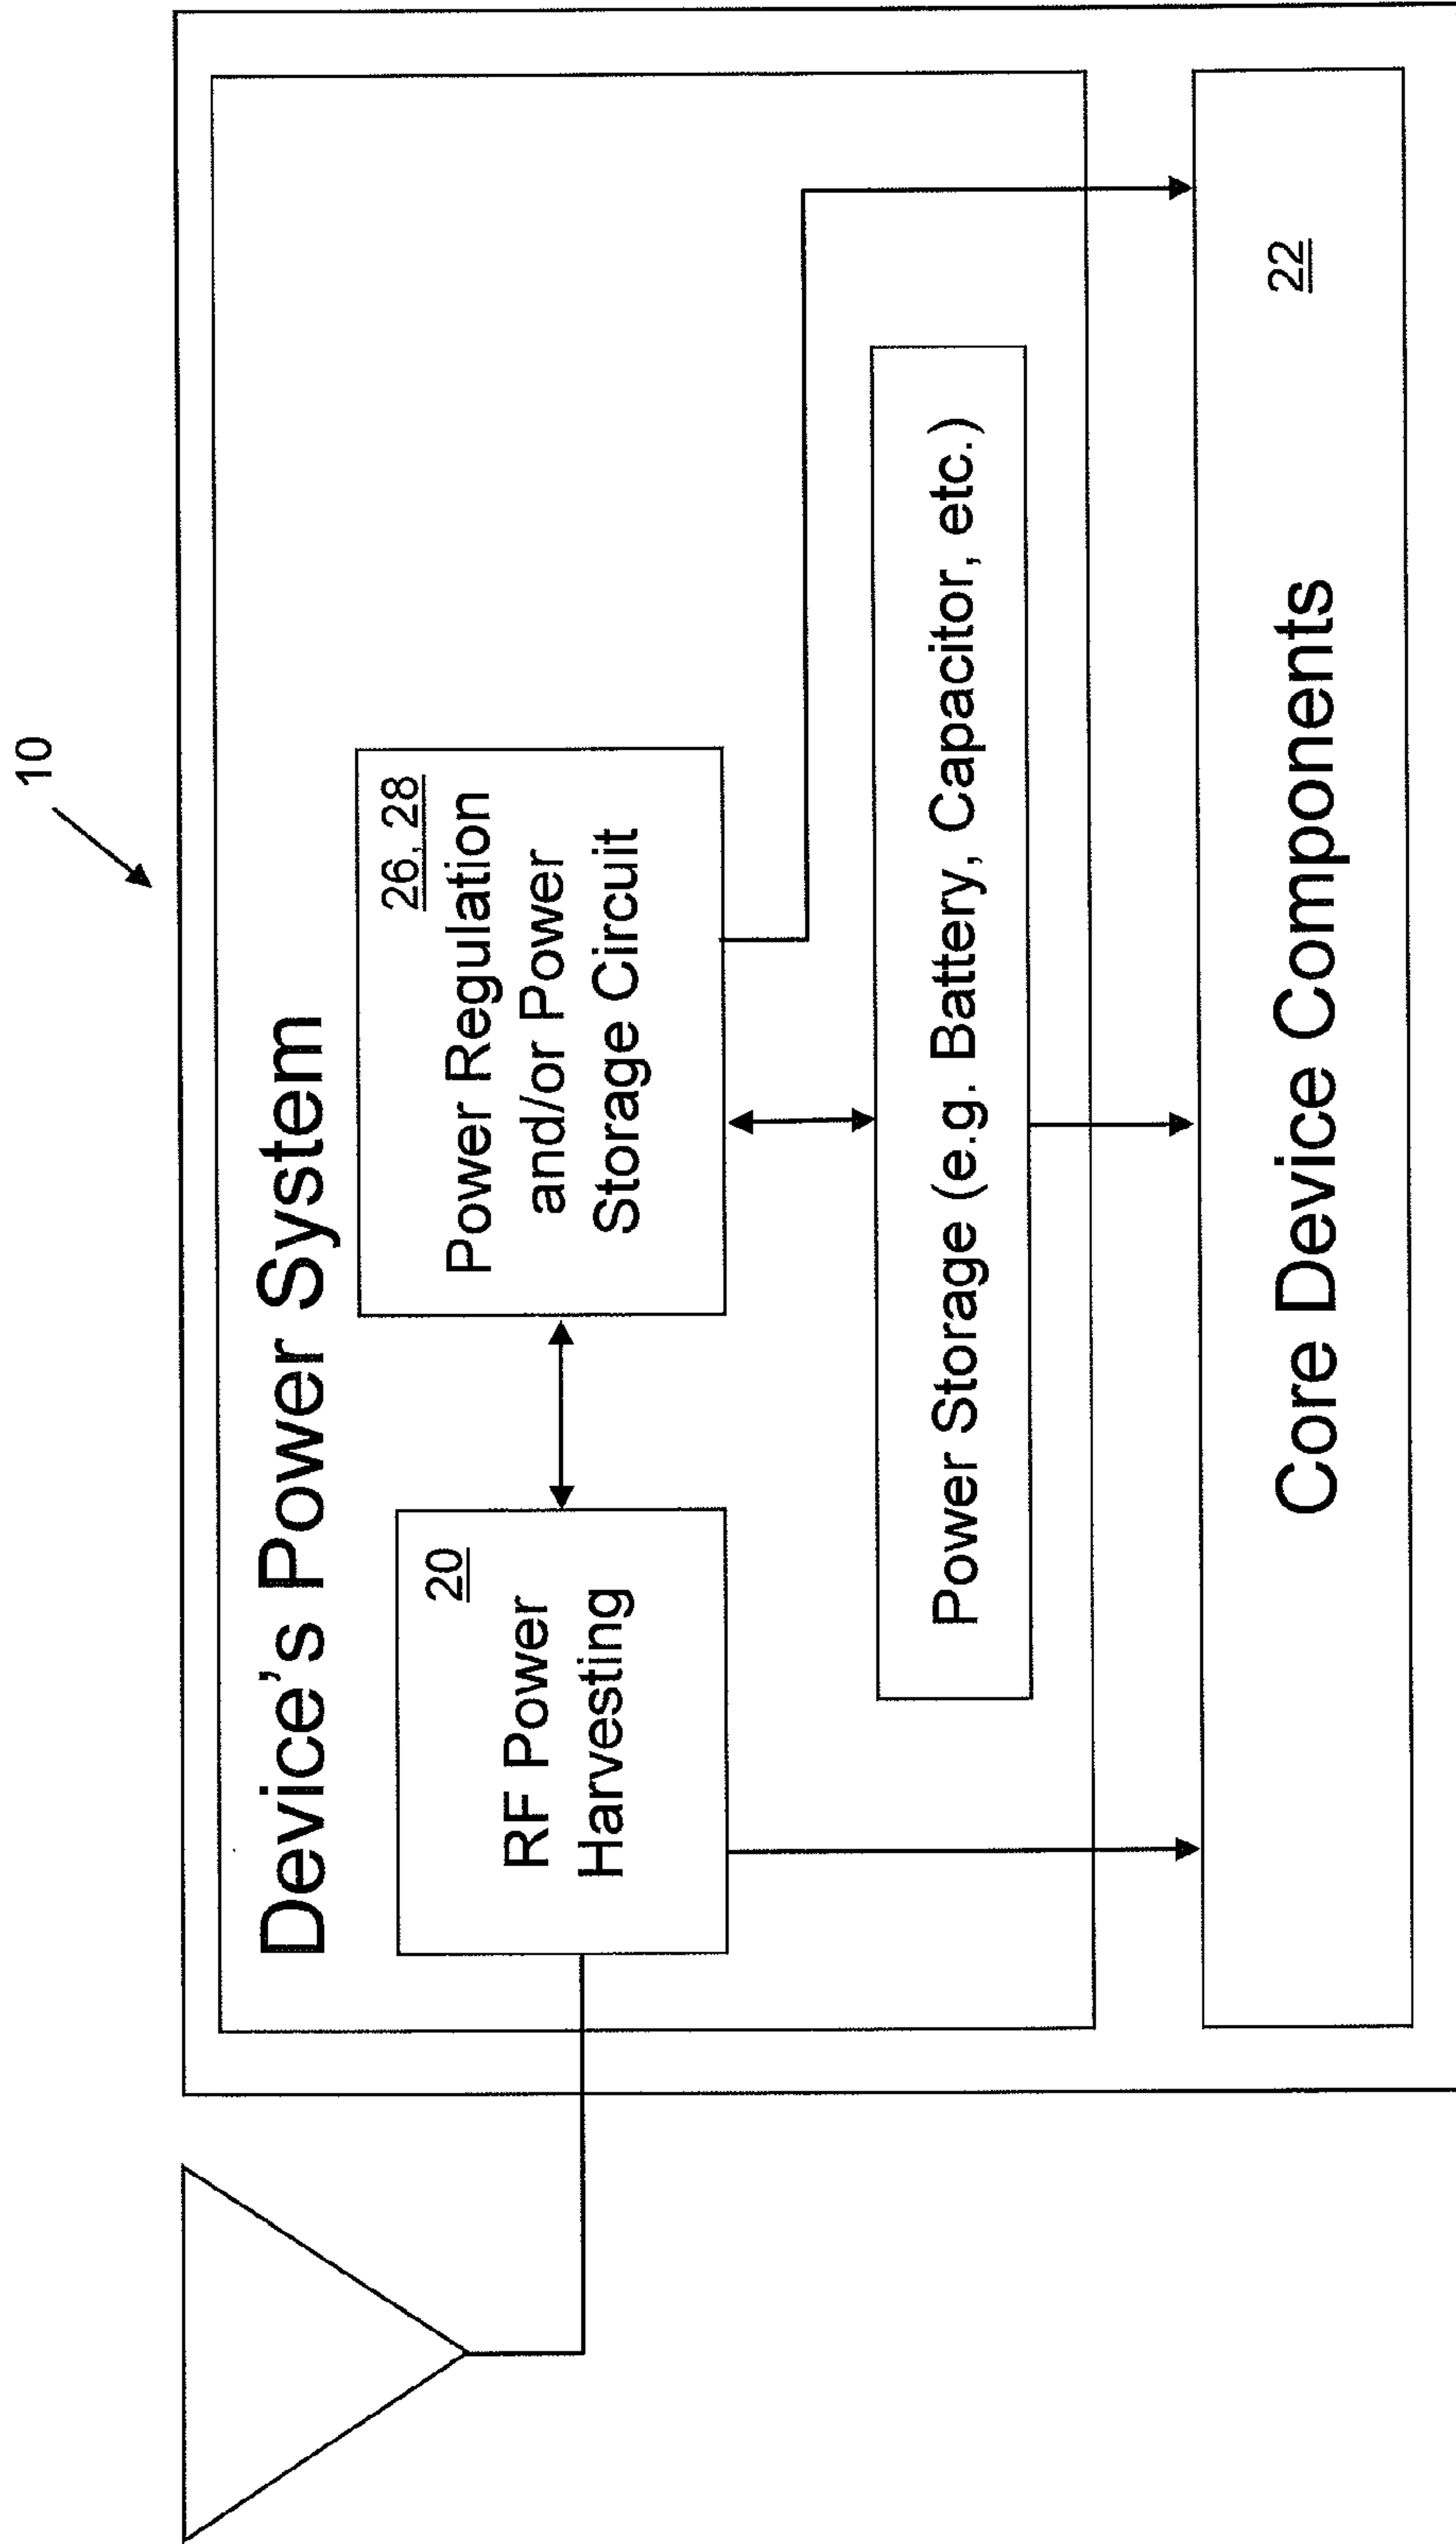 10
Device's Power System
20
RF Power
Harvesting
26, 28
Power Regulation
and/or Power
Storage Circuit
Power Storage (e.g. Battery, Capacitor, etc.)
Core Device Components
22